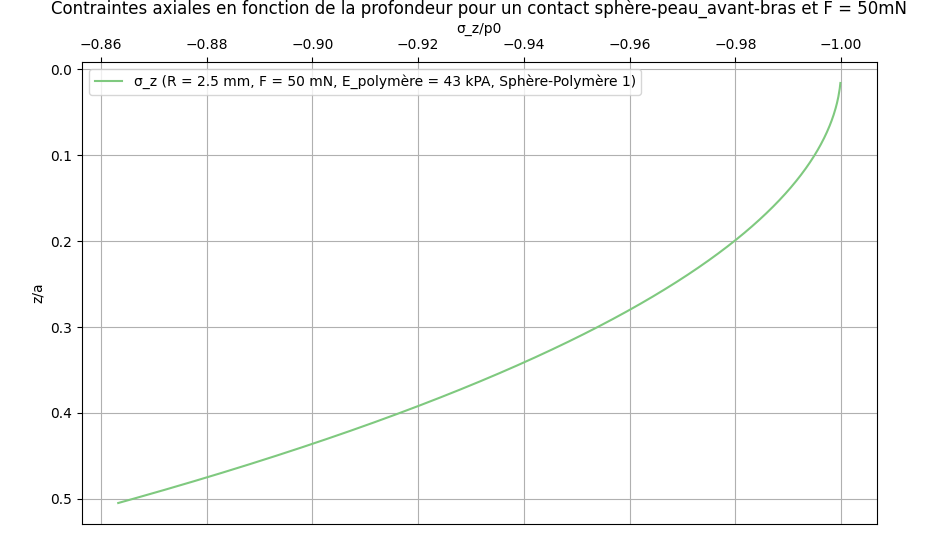 Contraintes axiales en fonction de la profondeur pour un contact sphère-peau_avant-bras et F = 50mN
σ_z/p0
−0.86 −0.88 −0.90 −0.92 −0.94 −0.96 −0.98 −1.00
σ_z (R = 2.5 mm, F = 50 mN, E_polymère = 43 kPA, Sphère-Polymère 1)
z/a
0.0
0.1
0.2
0.3
0.4
0.5